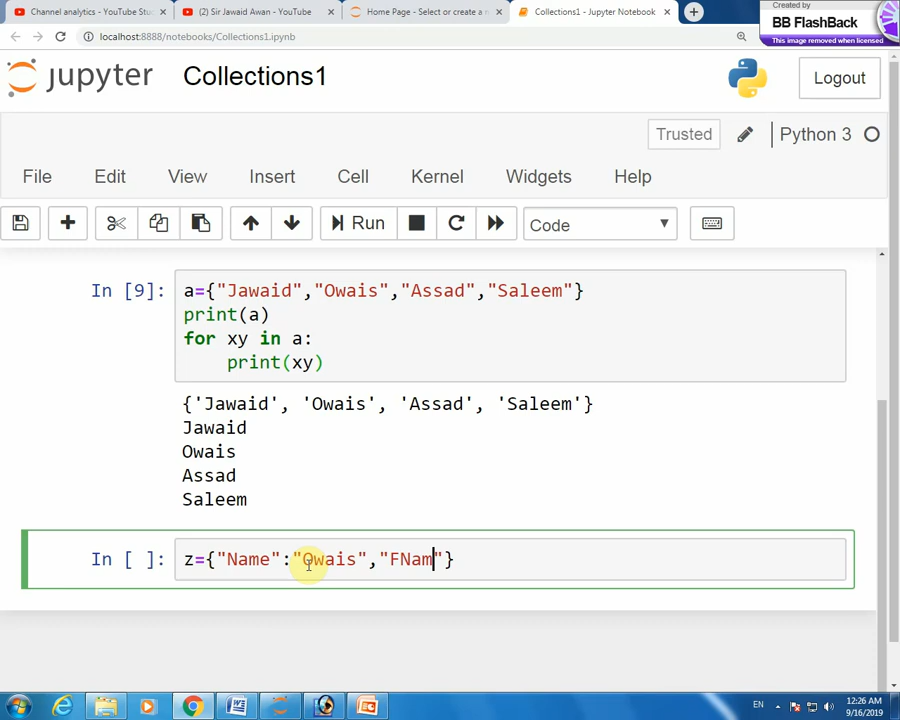 Channel analytics - YouTube Stu
(2) Sir Jawaid Awan - YouTube
Home Page - Select or create a n
Collections1 - Jupyter Notebook
Created by
BB FlashBack
This image removed when licensed
localhost:8888/notebooks/Collections1.ipynb
jupyter
Collections1
Logout
Trusted
Python 3
File Edit View Insert Cell Kernel Widgets Help
Run
Code
In [9]:
a={"Jawaid","Owais","Assad","Saleem"}
print(a)
for xy in a:
    print(xy)
{'Jawaid', 'Owais', 'Assad', 'Saleem'}
Jawaid
Owais
Assad
Saleem
In [ ]:
z={"Name":"Owais","FNam"}
EN
12:26 AM
9/16/2019